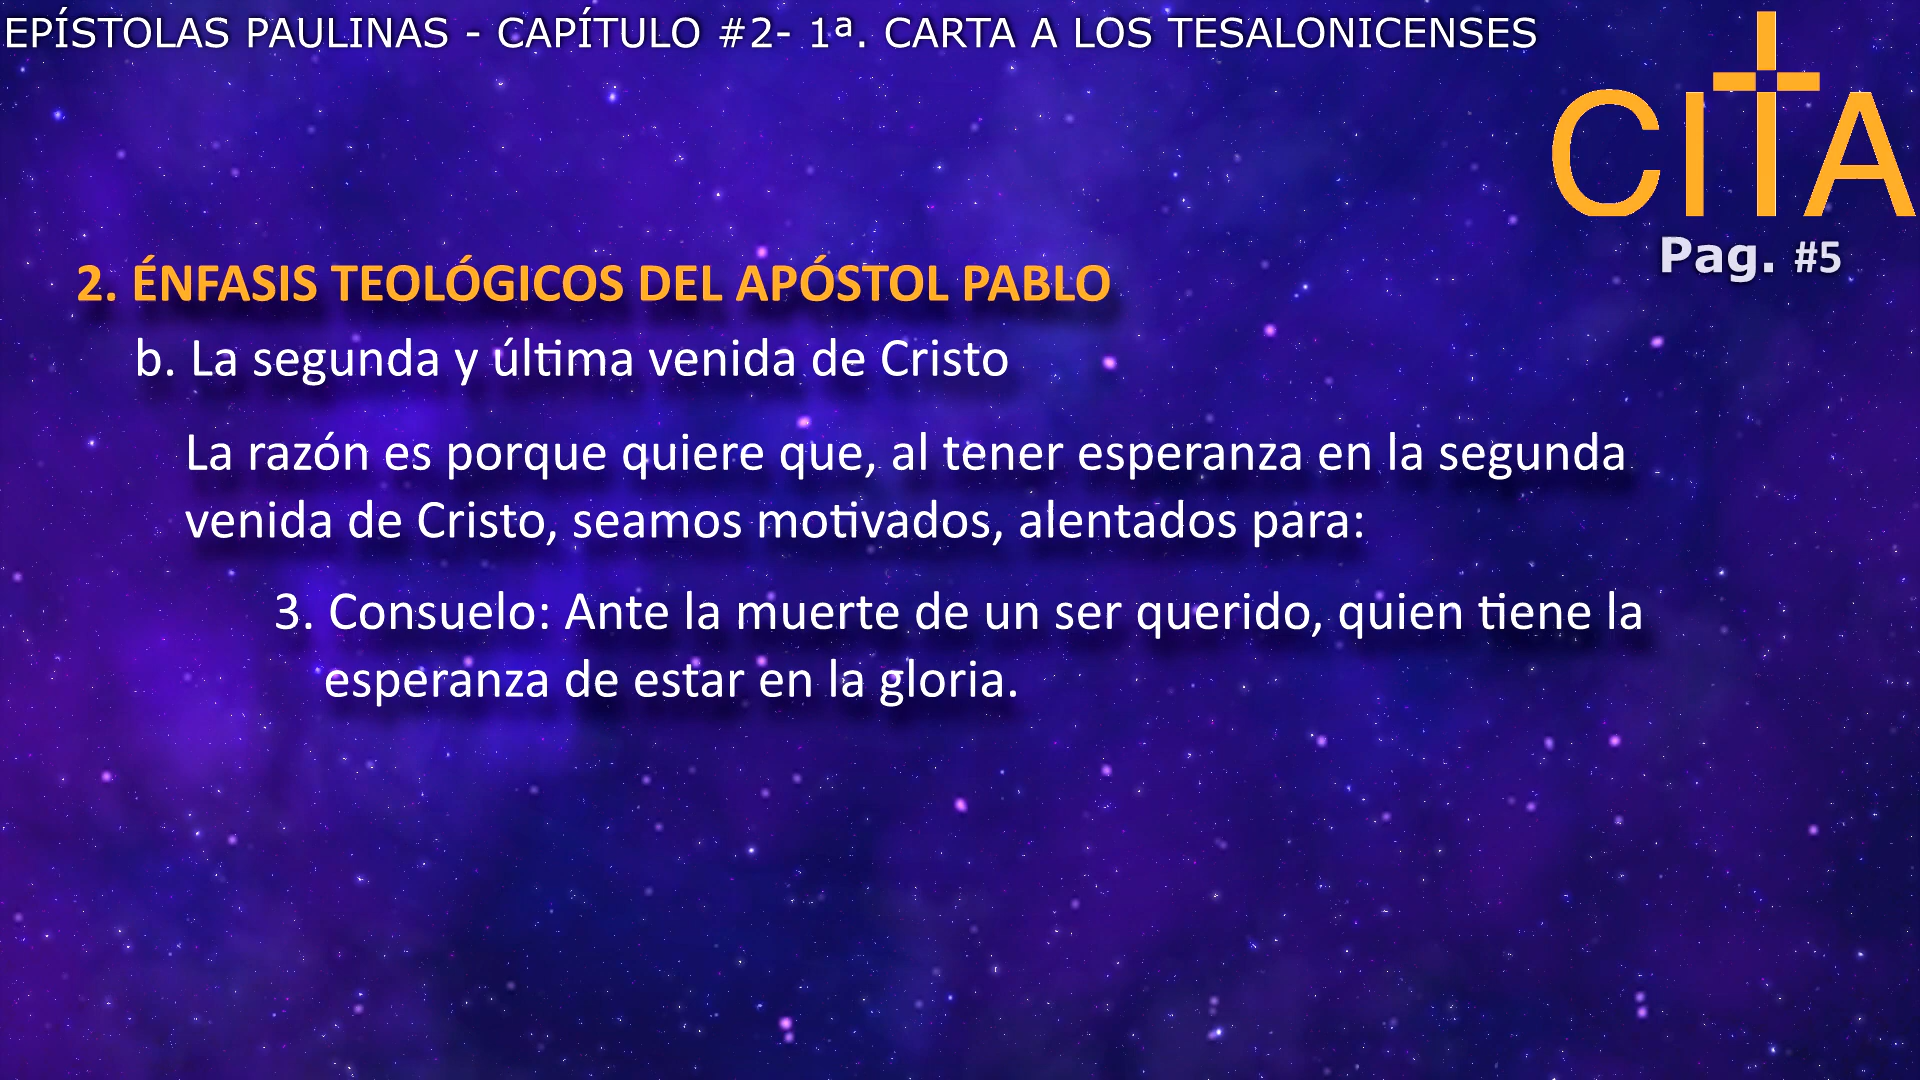 EPÍSTOLAS PAULINAS - CAPÍTULO #2- 1ª. CARTA A LOS TESALONICENSES
CITA
Pag. #5
2. ÉNFASIS TEOLÓGICOS DEL APÓSTOL PABLO
b. La segunda y última venida de Cristo
La razón es porque quiere que, al tener esperanza en la segunda
venida de Cristo, seamos motivados, alentados para:
3. Consuelo: Ante la muerte de un ser querido, quien tiene la
esperanza de estar en la gloria.